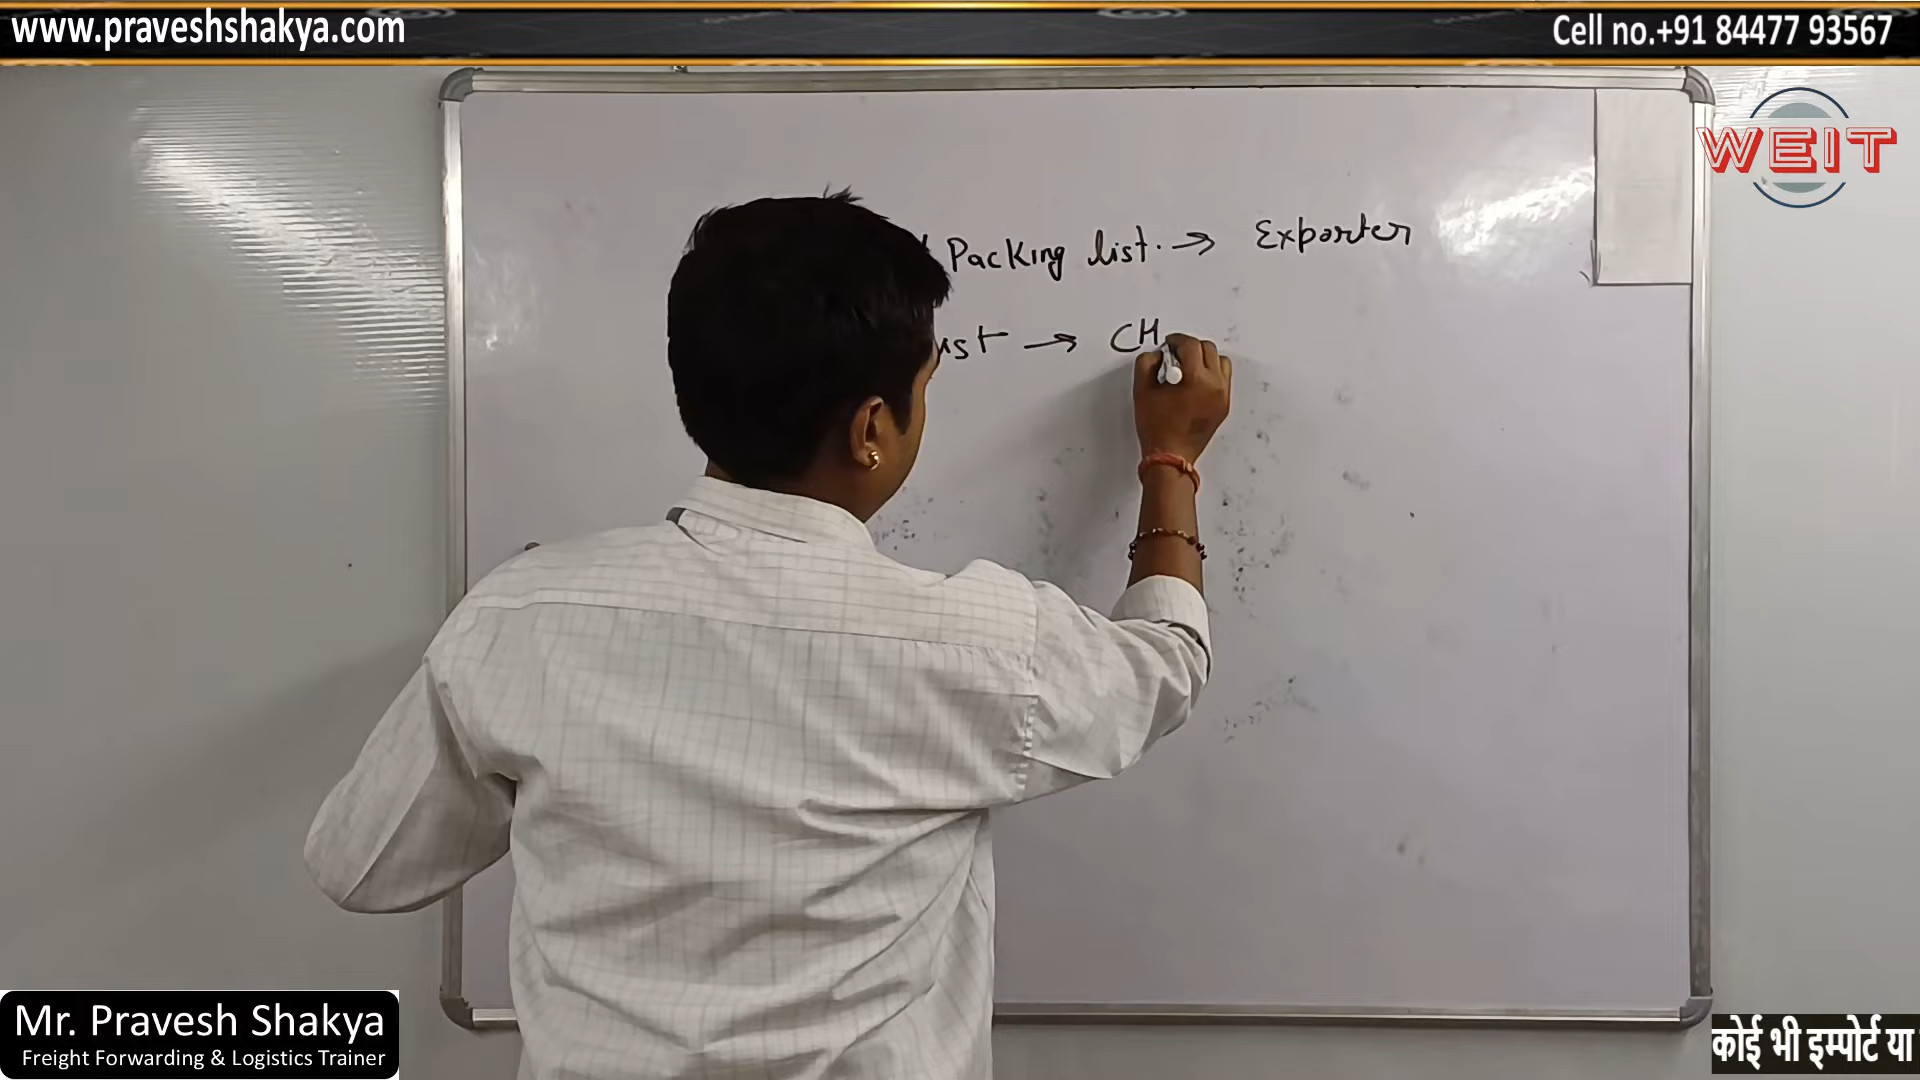 www.praveshshakya.com
Cell no.+91 84477 93567
WEIT
Packing list. → Exporter
→ CH
Mr. Pravesh Shakya
Freight Forwarding & Logistics Trainer
कोई भी इम्पोर्ट या